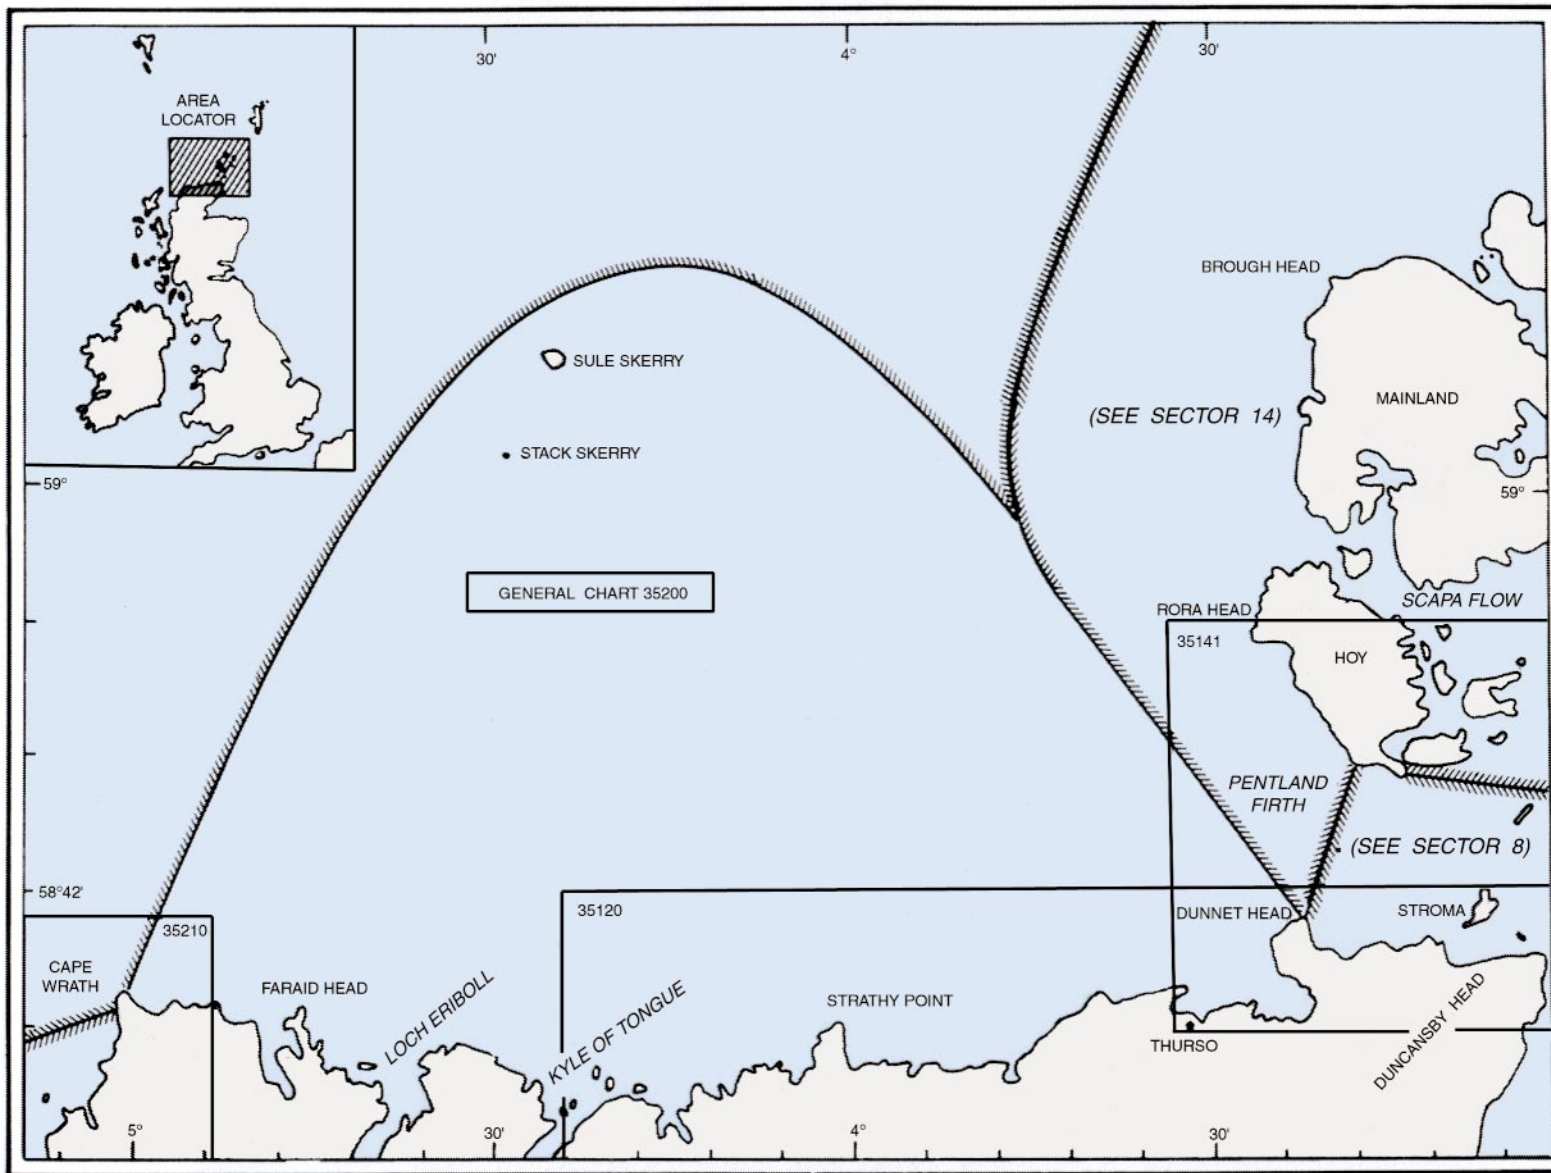 30'
4°
30'
AREA
LOCATOR
BROUGH HEAD
SULE SKERRY
MAINLAND
(SEE SECTOR 14)
STACK SKERRY
59°
59°
GENERAL CHART 35200
SCAPA FLOW
RORA HEAD
35141
HOY
PENTLAND
FIRTH
(SEE SECTOR 8)
58°42'
35120
DUNNET HEAD
STROMA
35210
CAPE
WRATH
FARAID HEAD
LOCH ERIBOLL
KYLE OF TONGUE
STRATHY POINT
THURSO
DUNCANSBY HEAD
5°
30'
4°
30'